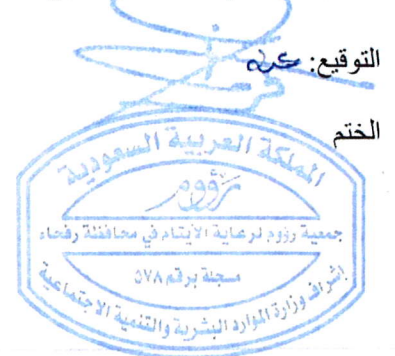 التوقيع:
الختم
المملكة العربية السعودية
رؤوم
جمعية رؤوم لرعاية الأيتام في محافظة رفحاء
مسجلة برقم ٥٧٨
إشراف وزارة الموارد البشرية والتنمية الاجتماعية